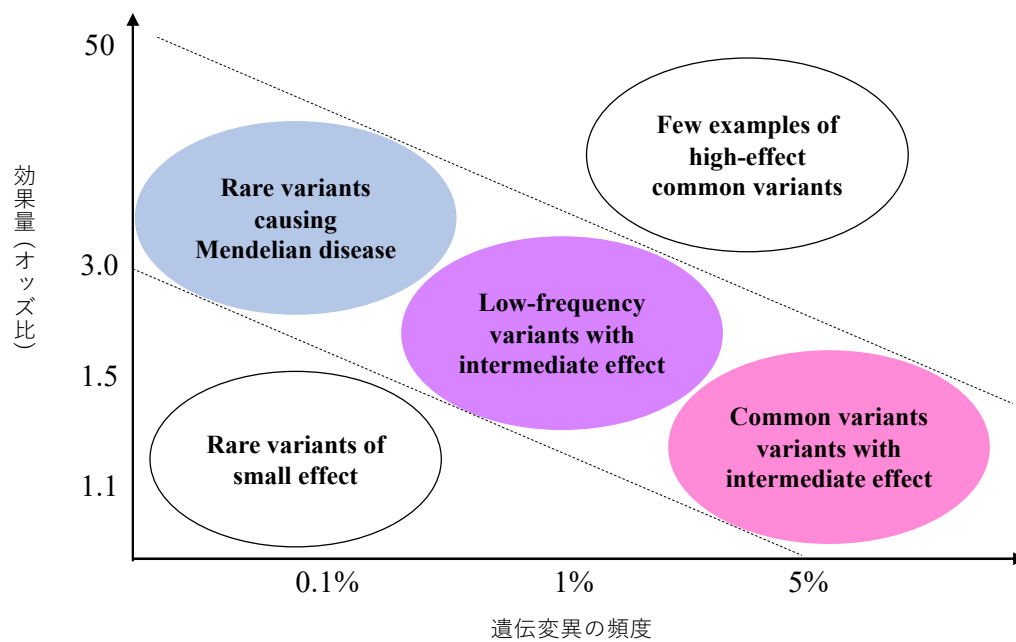 50
3.0
1.5
1.1
効果量(オッズ比)
Rare variants
causing
Mendelian disease
Few examples of
high-effect
common variants
Low-frequency
variants with
intermediate effect
Rare variants of
small effect
Common variants
variants with
intermediate effect
0.1%
1%
5%
遺伝変異の頻度